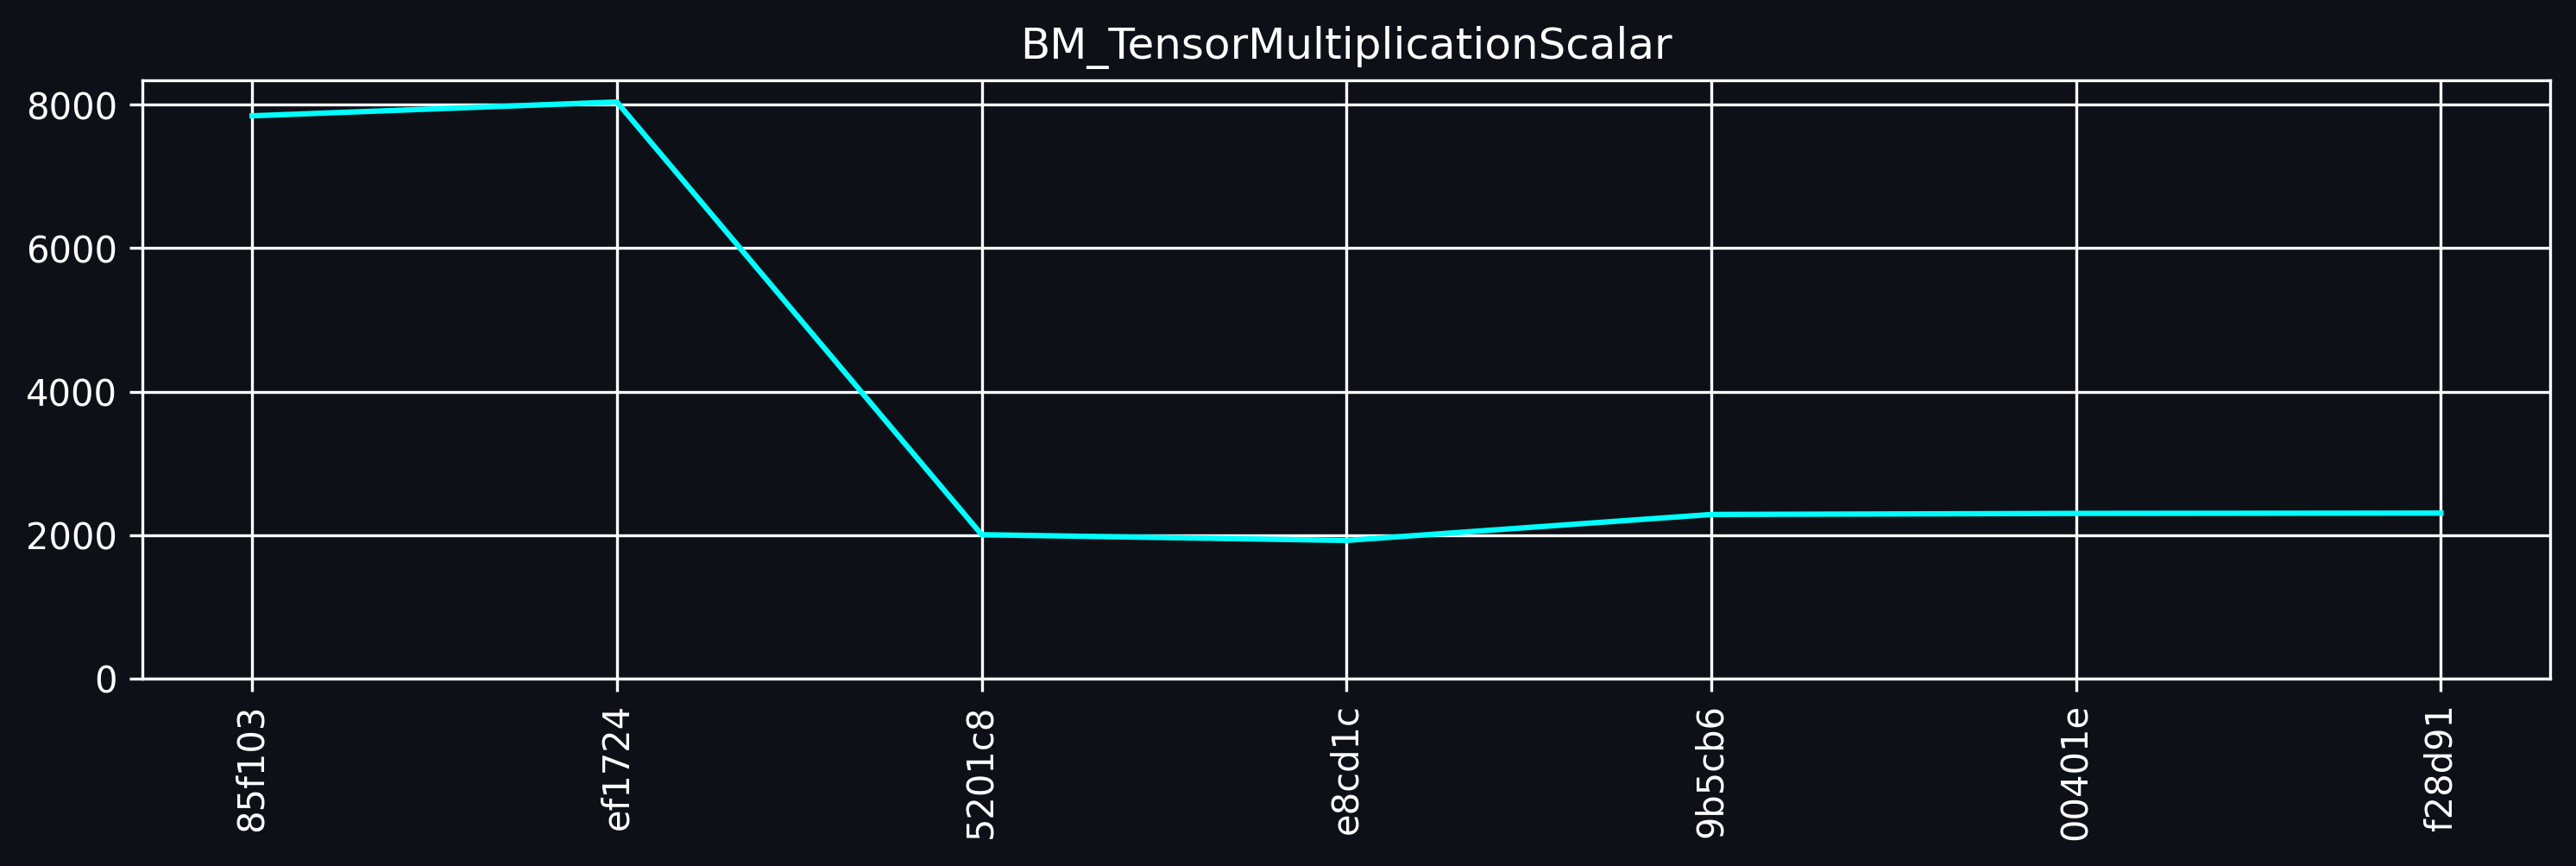 BM_TensorMultiplicationScalar
8000
6000
4000
2000
0
85f103
ef1724
5201c8
e8cd1c
9b5cb6
00401e
f28d91